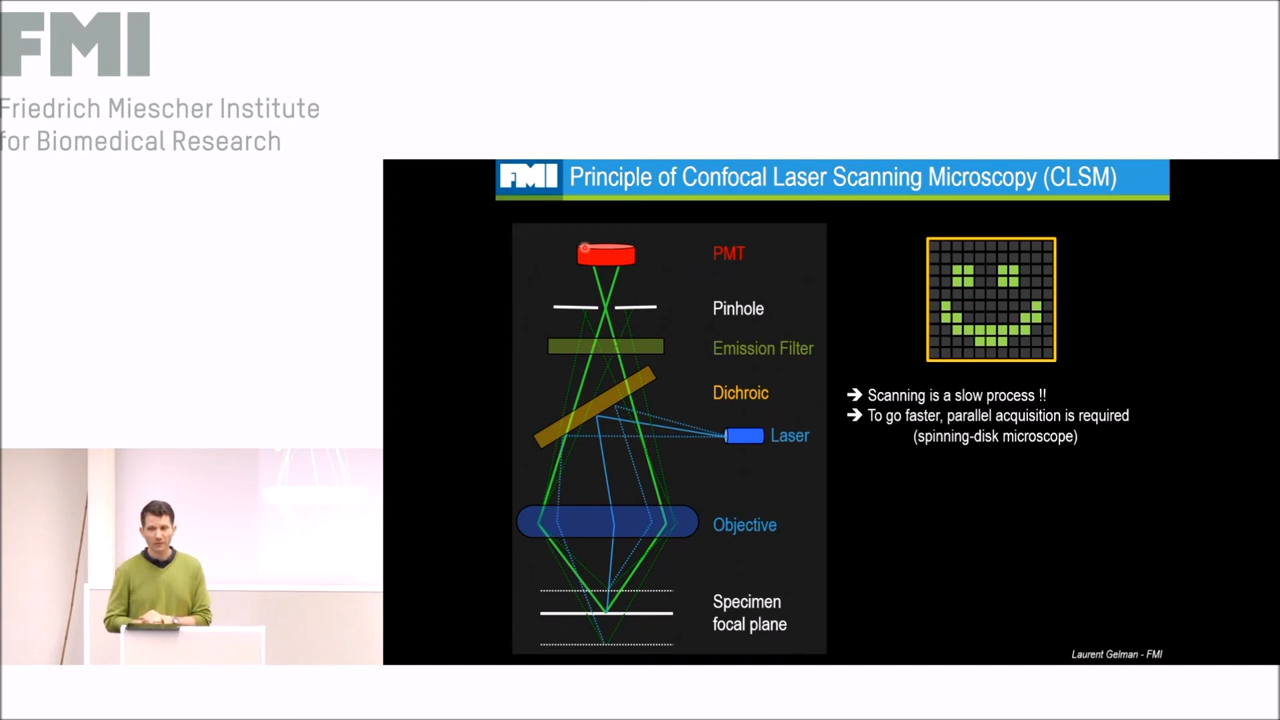 FMI
Friedrich Miescher Institute
for Biomedical Research
FMI Principle of Confocal Laser Scanning Microscopy (CLSM)
PMT
Pinhole
Emission Filter
Dichroic
Laser
Objective
Specimen
focal plane
➔ Scanning is a slow process !!
➔ To go faster, parallel acquisition is required
(spinning-disk microscope)
Laurent Gelman - FMI